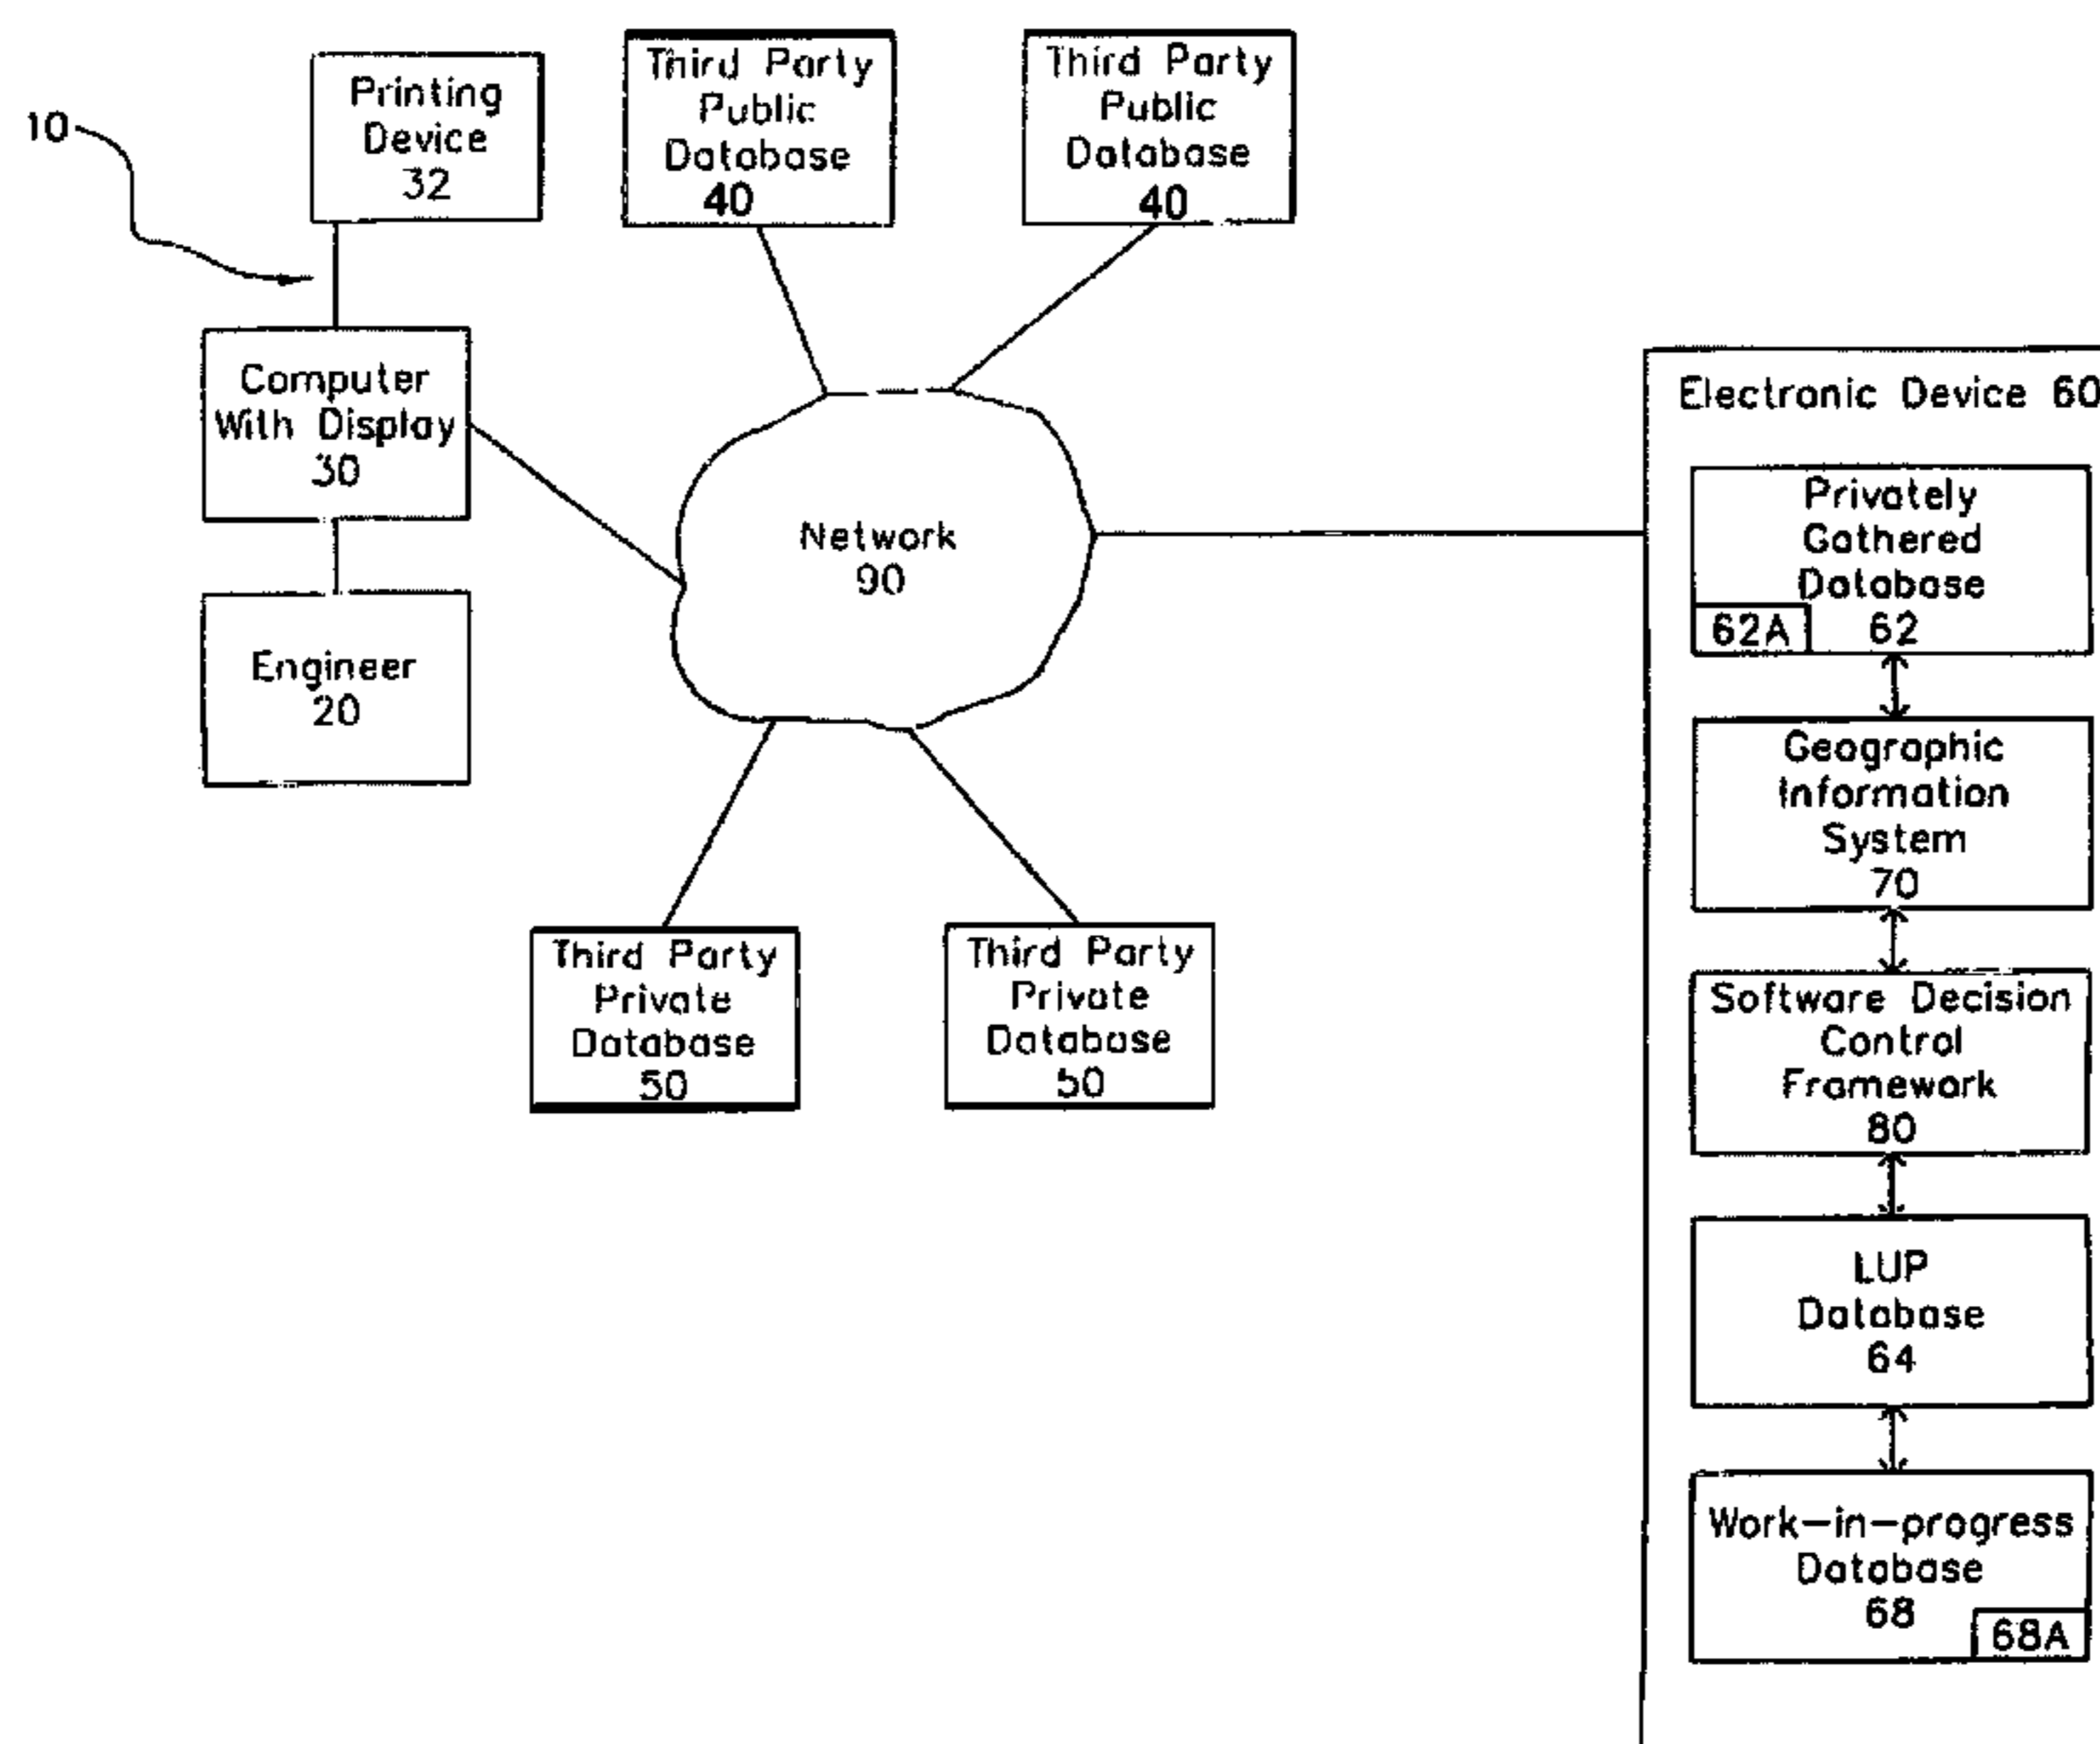 10
Printing
Device
32
Third Party
Public
Database
40
Third Party
Public
Database
40
Computer
With Display
30
Engineer
20
Network
90
Third Party
Private
Database
50
Third Party
Private
Database
50
Electronic Device 60
Privately
Gathered
Database
62A
62
Geographic
Information
System
70
Software Decision
Control
Framework
80
LUP
Database
64
Work-in-progress
Database
68
68A